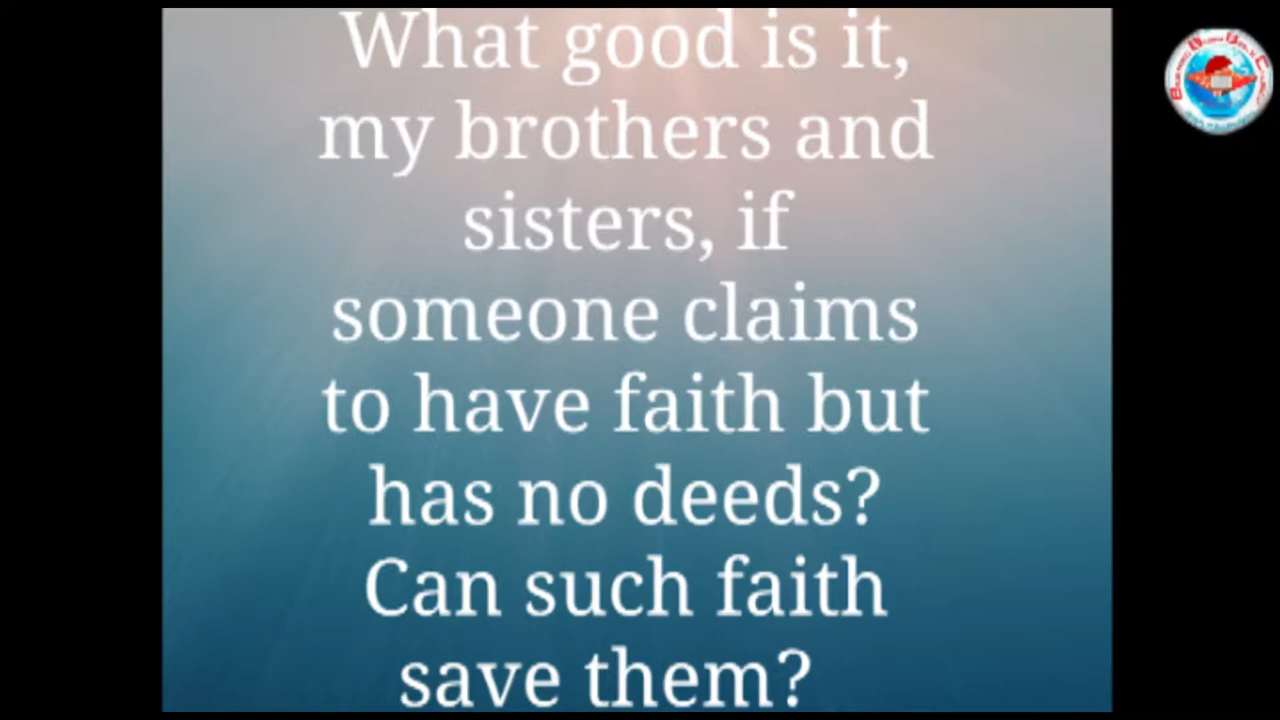 What good is it,
my brothers and
sisters, if
someone claims
to have faith but
has no deeds?
Can such faith
save them?